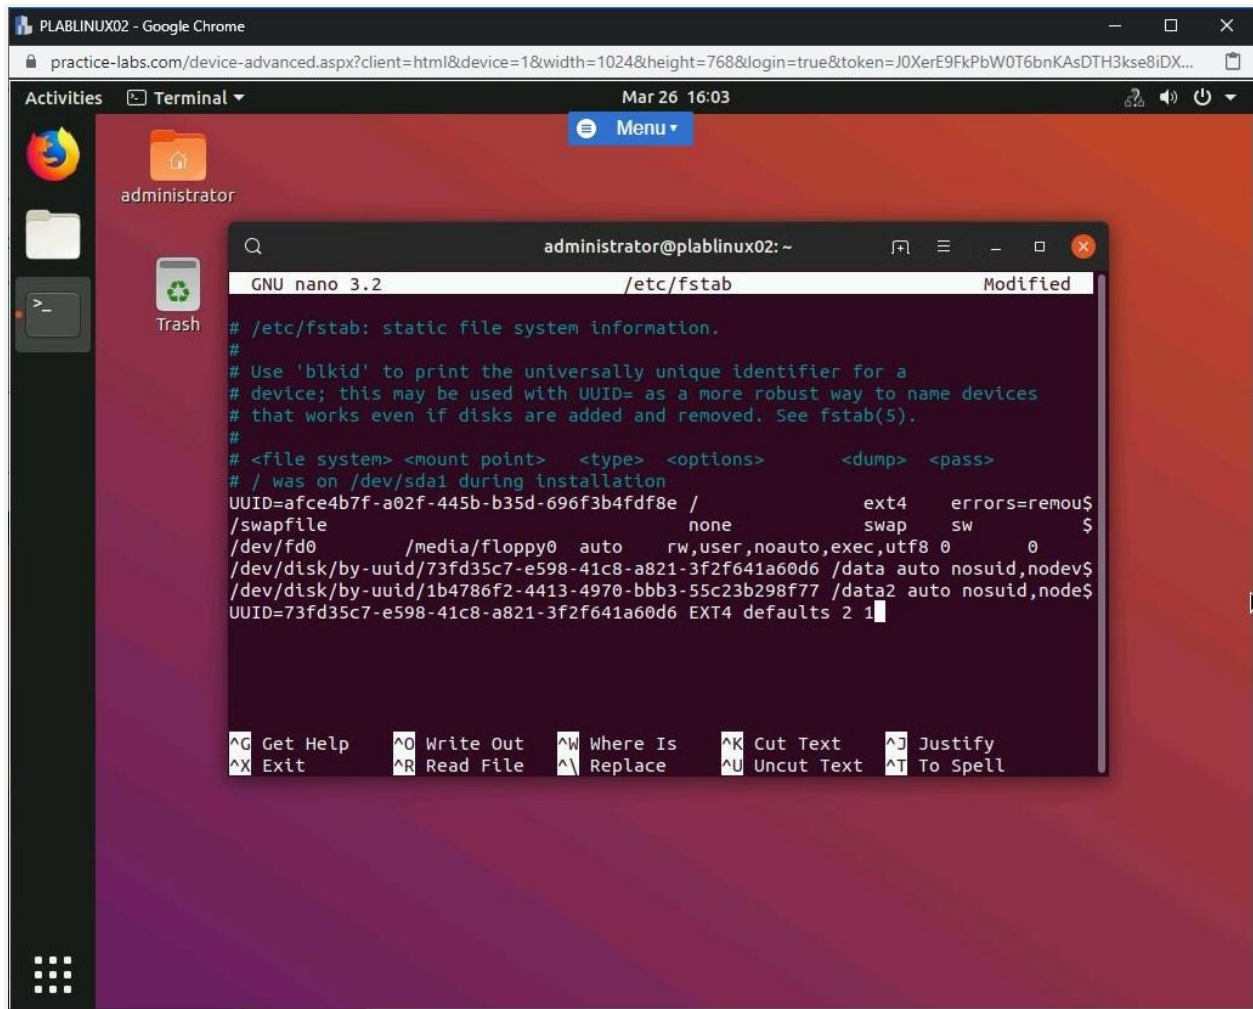 PLABLINUX02 - Google Chrome
practice-labs.com/device-advanced.aspx?client=html&device=1&width=1024&height=768&login=true&token=J0XerE9FkPbW0T6bnKAsDTH3kse8iDX...
Activities Terminal Mar 26 16:03
Menu
administrator
Trash
administrator@plablinux02: ~
GNU nano 3.2 /etc/fstab Modified
# /etc/fstab: static file system information.
#
# Use 'blkid' to print the universally unique identifier for a
# device; this may be used with UUID= as a more robust way to name devices
# that works even if disks are added and removed. See fstab(5).
#
# <file system> <mount point> <type> <options> <dump> <pass>
# / was on /dev/sda1 during installation
UUID=afce4b7f-a02f-445b-b35d-696f3b4fdf8e / ext4 errors=remou$
/swapfile none swap sw $
/dev/fd0 /media/floppy0 auto rw,user,noauto,exec,utf8 0 0
/dev/disk/by-uuid/73fd35c7-e598-41c8-a821-3f2f641a60d6 /data auto nosuid,nodev$
/dev/disk/by-uuid/1b4786f2-4413-4970-bbb3-55c23b298f77 /data2 auto nosuid,node$
UUID=73fd35c7-e598-41c8-a821-3f2f641a60d6 EXT4 defaults 2 1
^G Get Help ^O Write Out ^W Where Is ^K Cut Text ^J Justify
^X Exit ^R Read File ^\ Replace ^U Uncut Text ^T To Spell